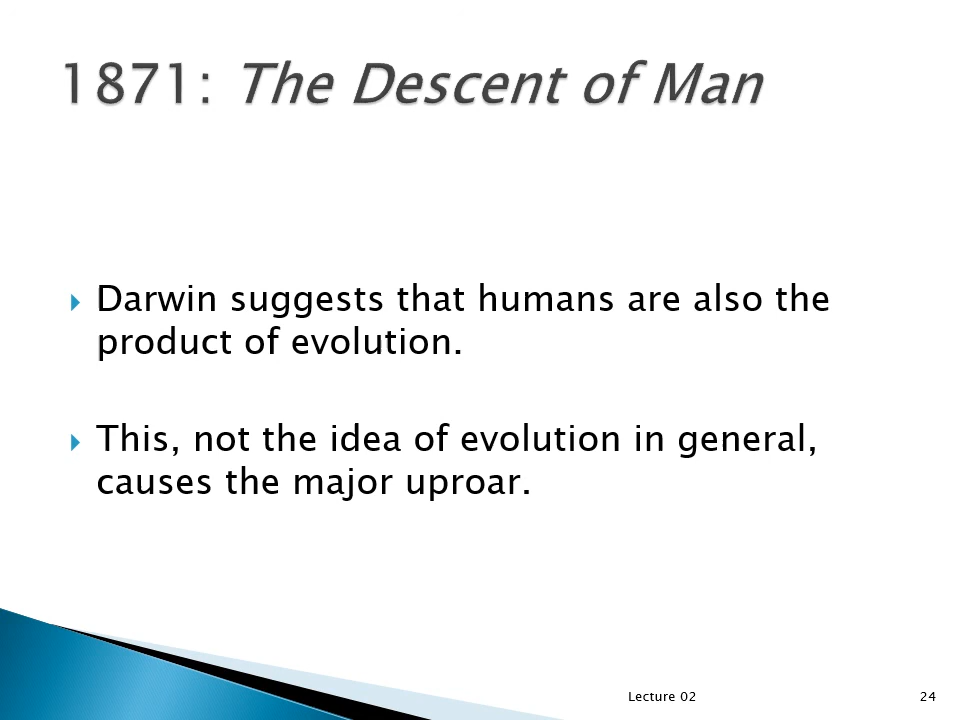 1871: The Descent of Man
Darwin suggests that humans are also the
product of evolution.
This, not the idea of evolution in general,
causes the major uproar.
Lecture 02
24